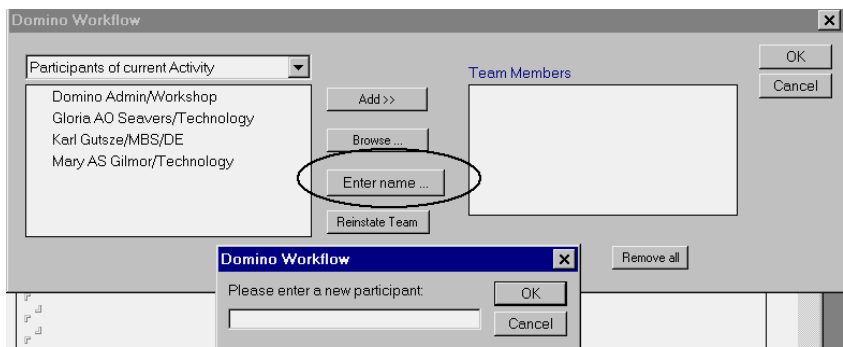 Domino Workflow
Participants of current Activity
Domino Admin/Workshop
Gloria AO Seavers/Technology
Karl Gutsze/MBS/DE
Mary AS Gilmor/Technology
Add >>
Browse ...
Enter name ...
Reinstate Team
Team Members
OK
Cancel
Remove all
Domino Workflow
Please enter a new participant:
OK
Cancel